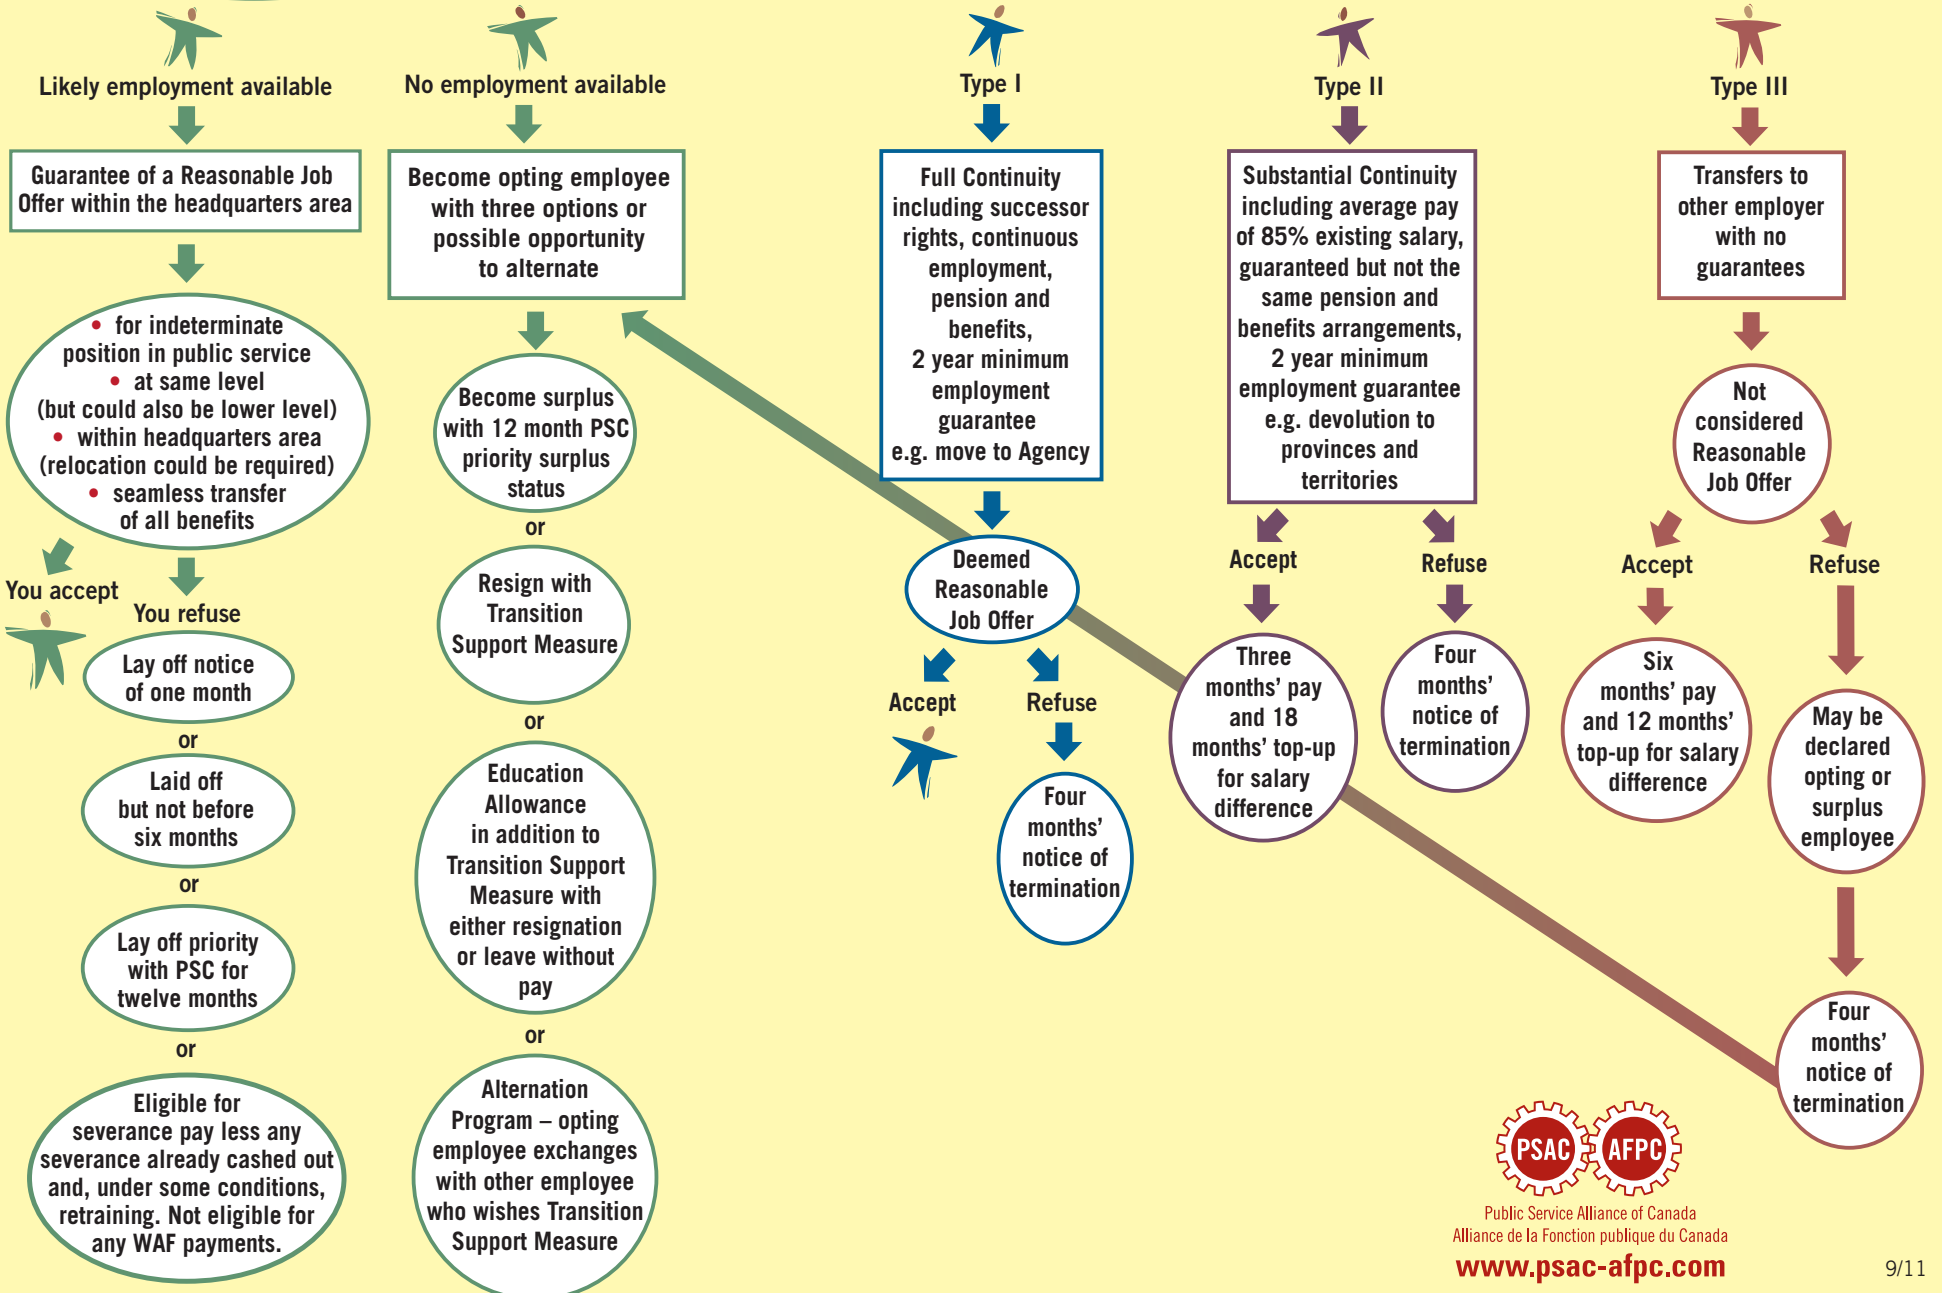 Likely employment available
Guarantee of a Reasonable Job
Offer within the headquarters area
• for indeterminate
position in public service
• at same level
(but could also be lower level)
• within headquarters area
(relocation could be required)
• seamless transfer
of all benefits
You accept
You refuse
Lay off notice
of one month
or
Laid off
but not before
six months
or
Lay off priority
with PSC for
twelve months
or
Eligible for
severance pay less any
severance already cashed out
and, under some conditions,
retraining. Not eligible for
any WAF payments.
No employment available
Become opting employee
with three options or
possible opportunity
to alternate
Become surplus
with 12 month PSC
priority surplus
status
or
Resign with
Transition
Support Measure
or
Education
Allowance
in addition to
Transition Support
Measure with
either resignation
or leave without
pay
or
Alternation
Program – opting
employee exchanges
with other employee
who wishes Transition
Support Measure
Type I
Full Continuity
including successor
rights, continuous
employment,
pension and
benefits,
2 year minimum
employment
guarantee
e.g. move to Agency
Deemed
Reasonable
Job Offer
Accept
Refuse
Four
months’
notice of
termination
Type II
Substantial Continuity
including average pay
of 85% existing salary,
guaranteed but not the
same pension and
benefits arrangements,
2 year minimum
employment guarantee
e.g. devolution to
provinces and
territories
Accept
Refuse
Three
months’ pay
and 18
months’ top-up
for salary
difference
Four
months’
notice of
termination
Type III
Transfers to
other employer
with no
guarantees
Not
considered
Reasonable
Job Offer
Accept
Refuse
Six
months’ pay
and 12 months’
top-up for salary
difference
May be
declared
opting or
surplus
employee
Four
months’
notice of
termination
PSAC AFPC
Public Service Alliance of Canada
Alliance de la Fonction publique du Canada
www.psac-afpc.com
9/11